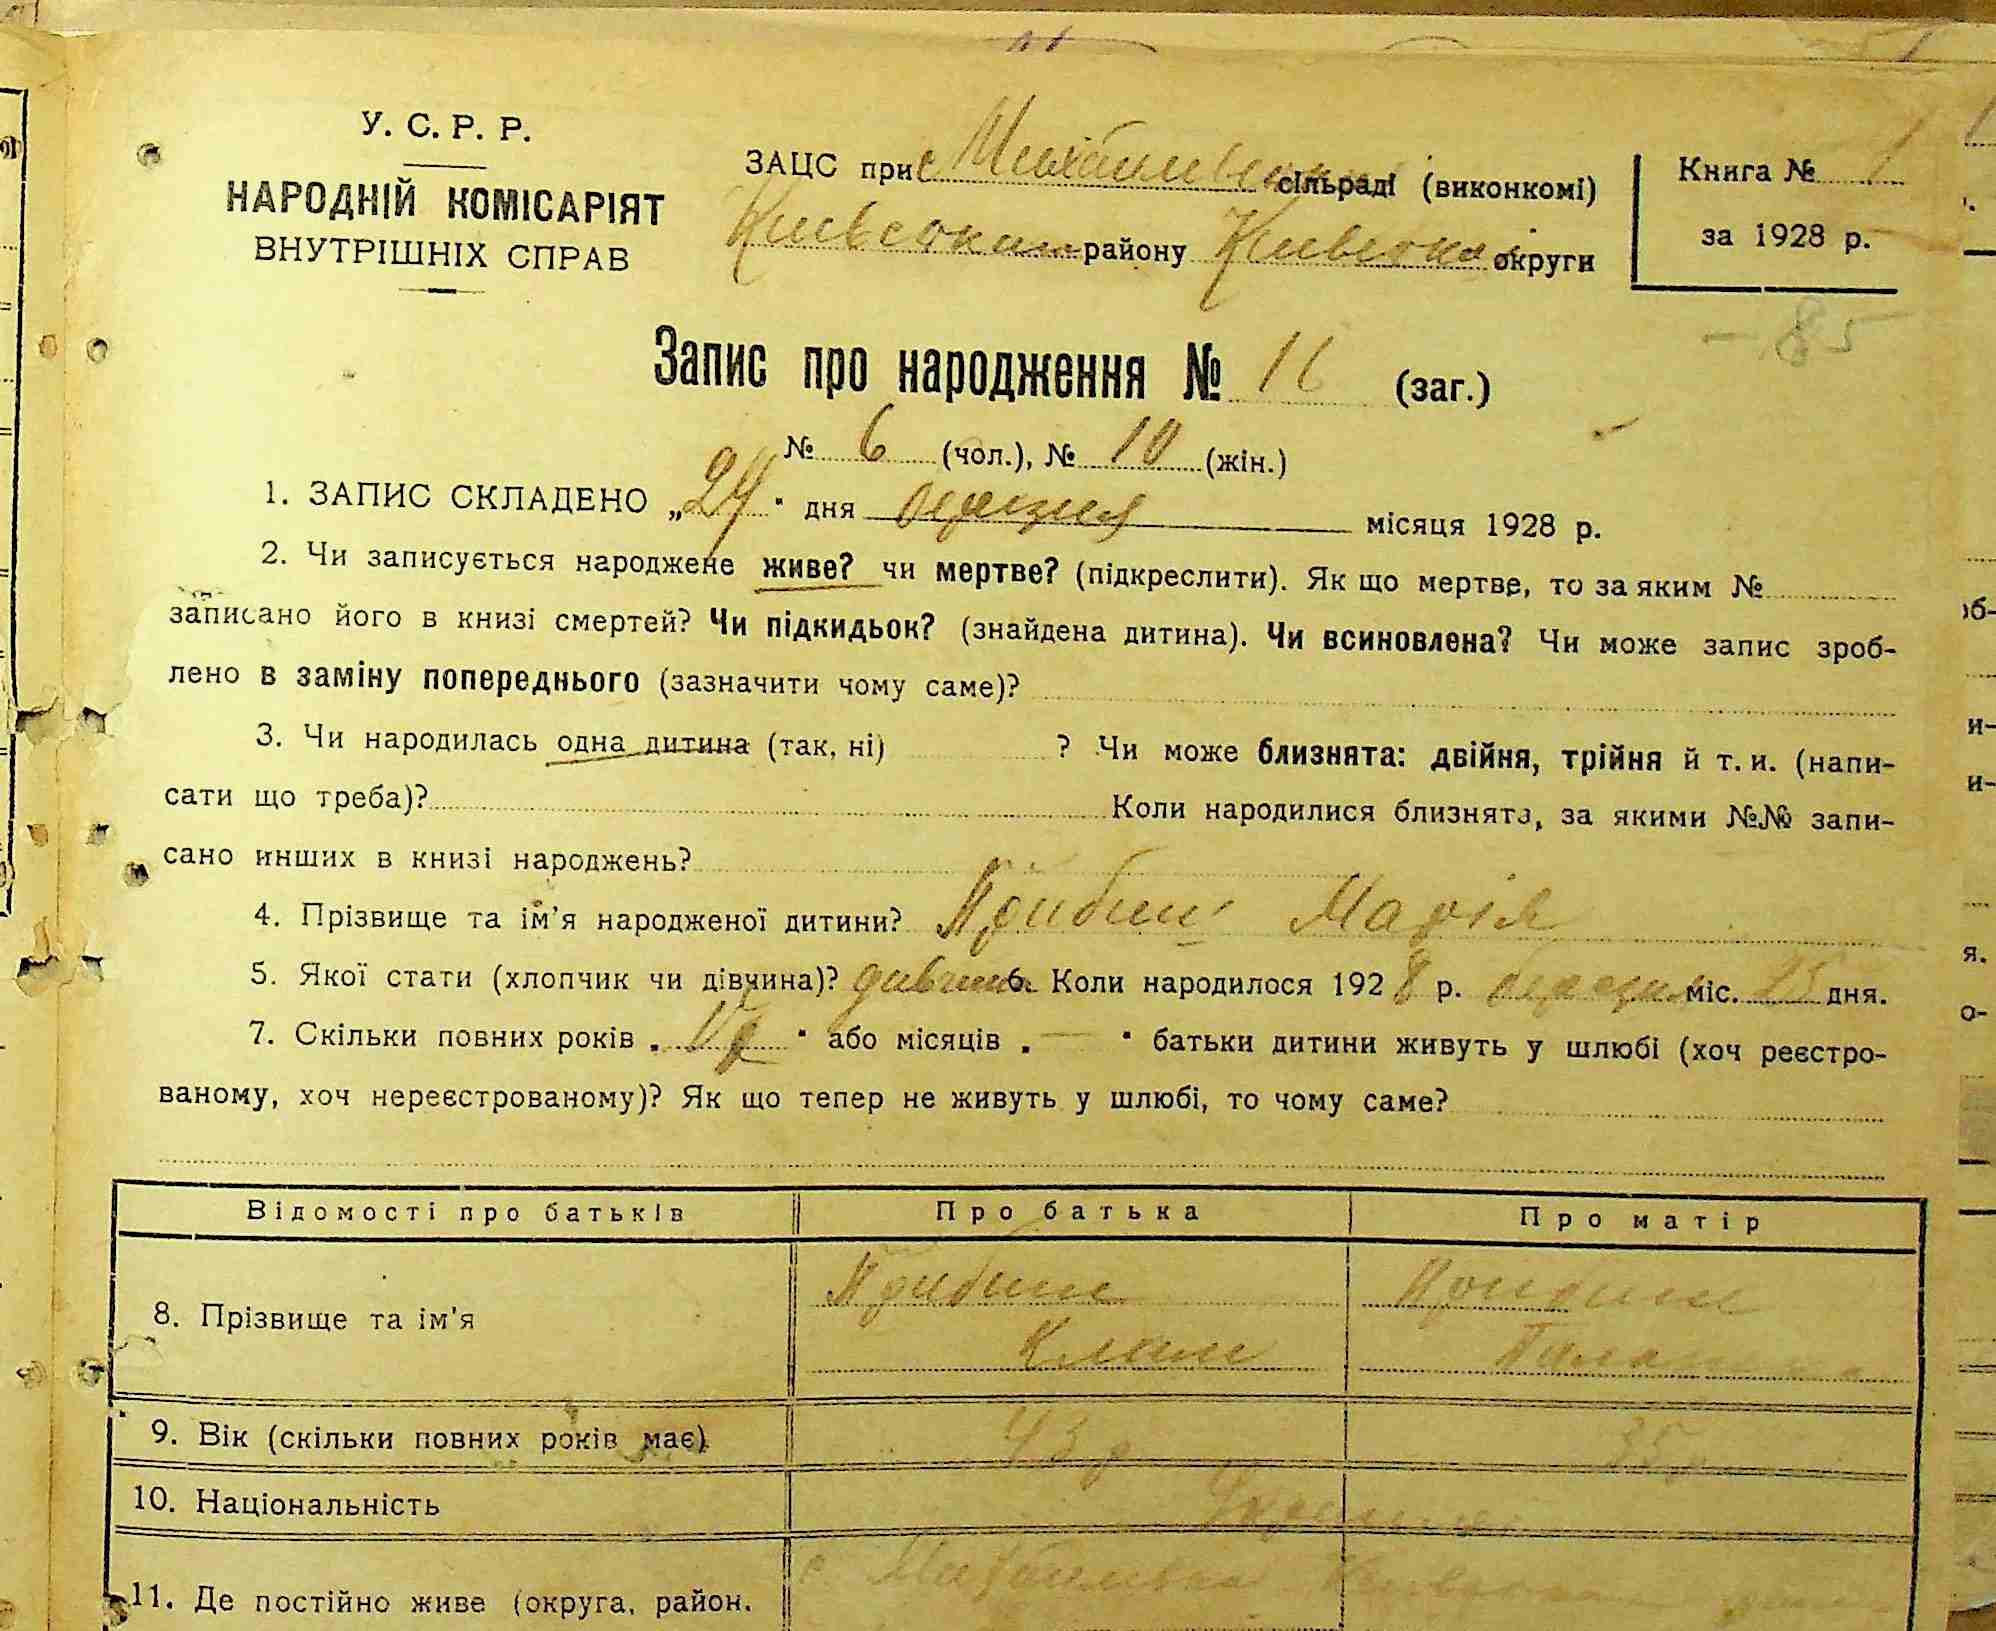 У. С. Р. Р.
НАРОДНІЙ КОМІСАРІЯТ
ВНУТРІШНІХ СПРАВ
ЗАЦС при сільраді (виконкомі)
Київського району Київської округи
Книга № 1
за 1928 р.
- 85
Запис про народження № 16 (заг.)
№ 6 (чол.), № 10 (жін.)
1. ЗАПИС СКЛАДЕНО „24" дня березня місяця 1928 р.
2. Чи записується народжене живе? чи мертве? (підкреслити). Як що мертве, то за яким №
записано його в книзі смертей? Чи підкидьок? (знайдена дитина). Чи всиновлена? Чи може запис зроб-
лено в заміну попереднього (зазначити чому саме)?
3. Чи народилась одна дитина (так, ні) ? Чи може близнята: двійня, трійня й т. и. (напи-
сати що треба)? Коли народилися близнята, за якими №№ запи-
сано инших в книзі народжень?
4. Прізвище та ім'я народженої дитини? Марія
5. Якої стати (хлопчик чи дівчина)? дивчина 6. Коли народилося 1928 р. березня міс. дня.
7. Скільки повних років „ " або місяців „ — " батьки дитини живуть у шлюбі (хоч реєстро-
ваному, хоч нереєстрованому)? Як що тепер не живуть у шлюбі, то чому саме?
Відомості про батьків Про батька Про матір
8. Прізвище та ім'я
9. Вік (скільки повних років має) 43 р 35
10. Національність
11. Де постійно живе (округа, район, с.